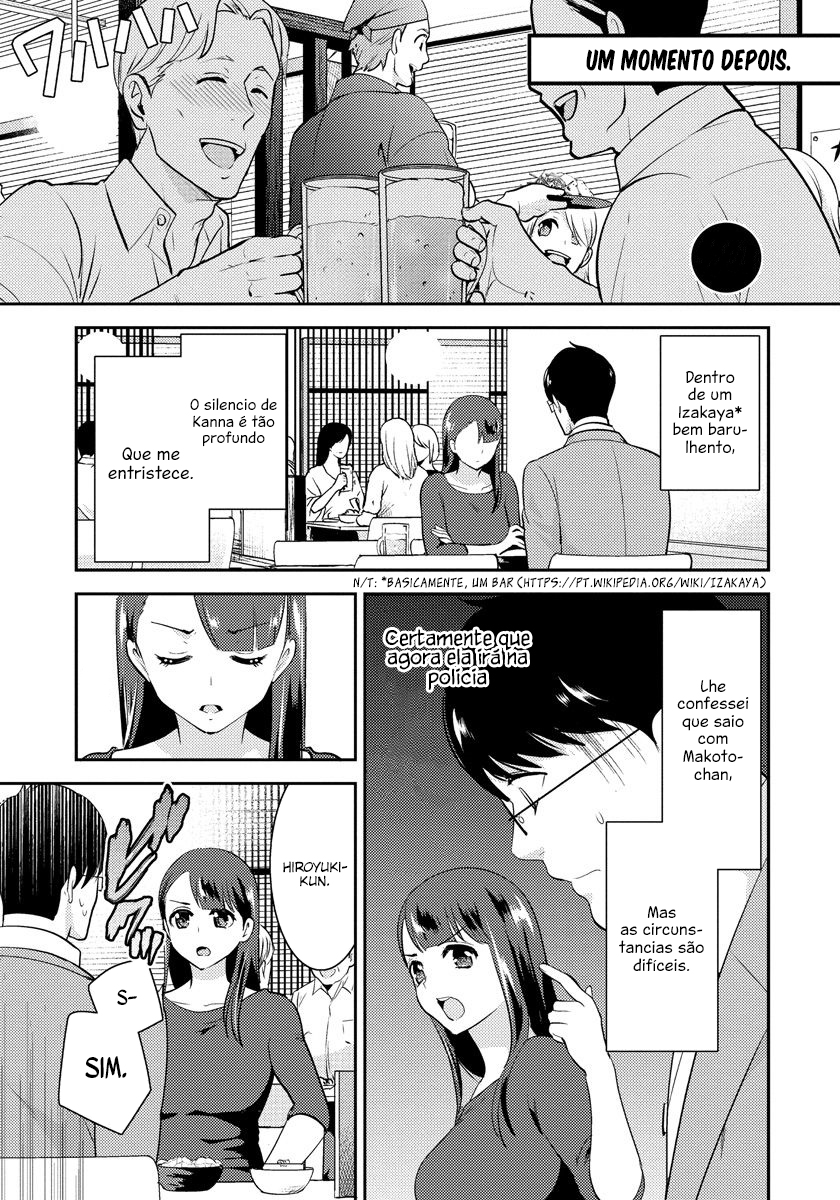 UM MOMENTO DEPOIS.
ワハハハ
Dentro
de um
Izakaya*
bem baru-
lhento,
O silencio de
Kanna é tão
profundo
Que me
entristece.
N/T: *BASICAMENTE, UM BAR (HTTPS://PT.WIKIPEDIA.ORG/WIKI/IZAKAYA)
Lhe
confessei
que saio
com
Makoto-
chan,
Certamente que
agora ela irá na
polícia
Mas
as circuns-
tancias são
difíceis.
HIROYUKI-
KUN.
S-
SIM.